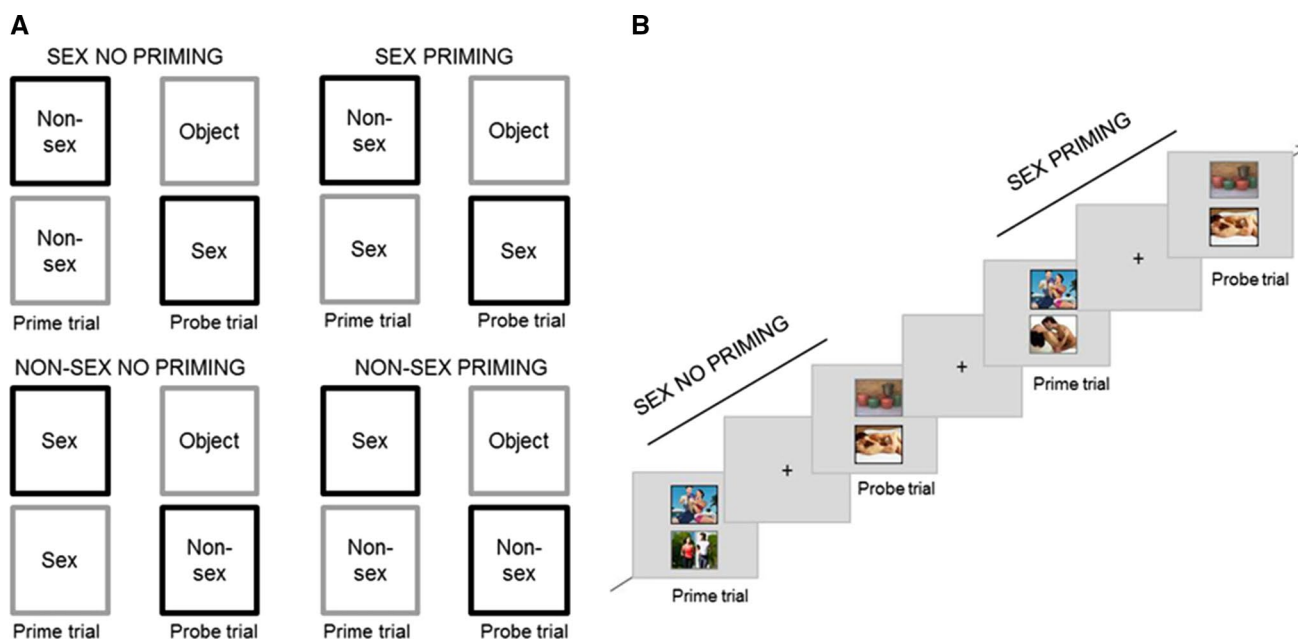 A
SEX NO PRIMING
Non-
sex
Object
Non-
sex
Sex
Prime trial
Probe trial
SEX PRIMING
Non-
sex
Object
Sex
Sex
Prime trial
Probe trial
NON-SEX NO PRIMING
Sex
Object
Sex
Non-
sex
Prime trial
Probe trial
NON-SEX PRIMING
Sex
Object
Non-
sex
Non-
sex
Prime trial
Probe trial
B
SEX NO PRIMING
Prime trial
+
Probe trial
+
SEX PRIMING
Prime trial
+
Probe trial